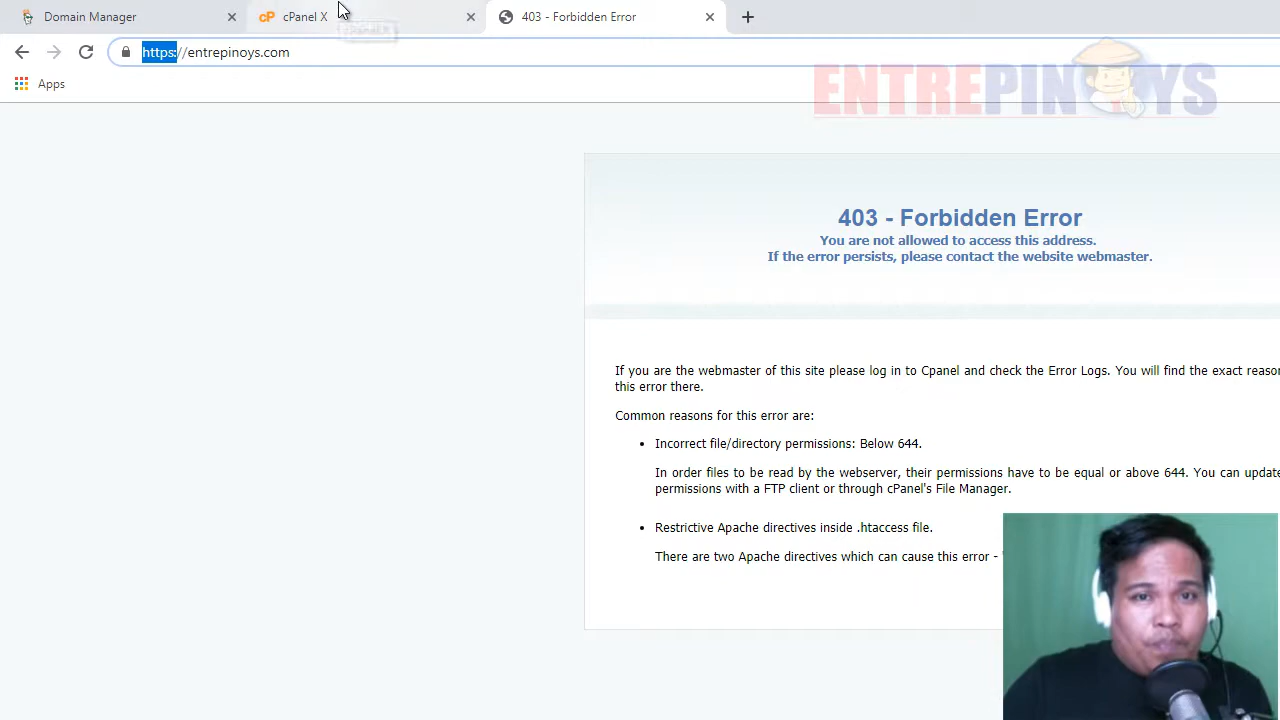 Domain Manager
cPanel X
403 - Forbidden Error
https://entrepinoys.com
Apps
ENTREPINOYS
403 - Forbidden Error
You are not allowed to access this address.
If the error persists, please contact the website webmaster.
If you are the webmaster of this site please log in to Cpanel and check the Error Logs. You will find the exact reaso
this error there.
Common reasons for this error are:
• Incorrect file/directory permissions: Below 644.
In order files to be read by the webserver, their permissions have to be equal or above 644. You can update
permissions with a FTP client or through cPanel's File Manager.
• Restrictive Apache directives inside .htaccess file.
There are two Apache directives which can cause this error -